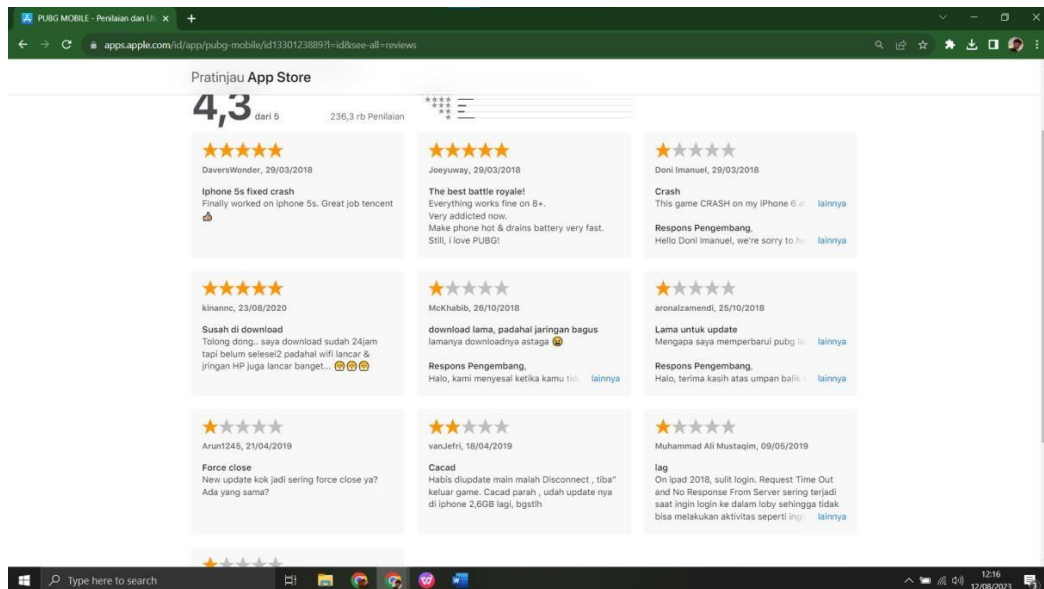 PUBG MOBILE - Penilaian dan Ul
apps.apple.com/id/app/pubg-mobile/id1330123889?l=id&see-all=reviews
Pratinjau App Store
4,3 dari 5
236,3 rb Penilaian
DaversWonder, 29/03/2018
Iphone 5s fixed crash
Finally worked on iphone 5s. Great job tencent
👍
Joeyuway, 29/03/2018
The best battle royale!
Everything works fine on 8+.
Very addicted now.
Make phone hot & drains battery very fast.
Still, i love PUBG!
Doni Imanuel, 29/03/2018
Crash
This game CRASH on my iPhone 6 lainnya
Respons Pengembang,
Hello Doni Imanuel, we're sorry to lainnya
kinannc, 23/08/2020
Susah di download
Tolong dong.. saya download sudah 24jam
tapi belum selesei2 padahal wifi lancar &
jringan HP juga lancar banget...
McKhabib, 26/10/2018
download lama, padahal jaringan bagus
lamanya downloadnya astaga
Respons Pengembang,
Halo, kami menyesal ketika kamu lainnya
aronalzamendi, 25/10/2018
Lama untuk update
Mengapa saya memperbarui pubg lainnya
Respons Pengembang,
Halo, terima kasih atas umpan balik lainnya
Arun1245, 21/04/2019
Force close
New update kok jadi sering force close ya?
Ada yang sama?
vanJefri, 18/04/2019
Cacad
Habis diupdate main malah Disconnect , tiba"
keluar game. Cacad parah , udah update nya
di iphone 2,6GB lagi, bgstlh
Muhammad Ali Mustaqim, 09/05/2019
lag
On ipad 2018, sulit login. Request Time Out
and No Response From Server sering terjadi
saat ingin login ke dalam loby sehingga tidak
bisa melakukan aktivitas seperti lainnya
Type here to search
12:16
12/08/2023